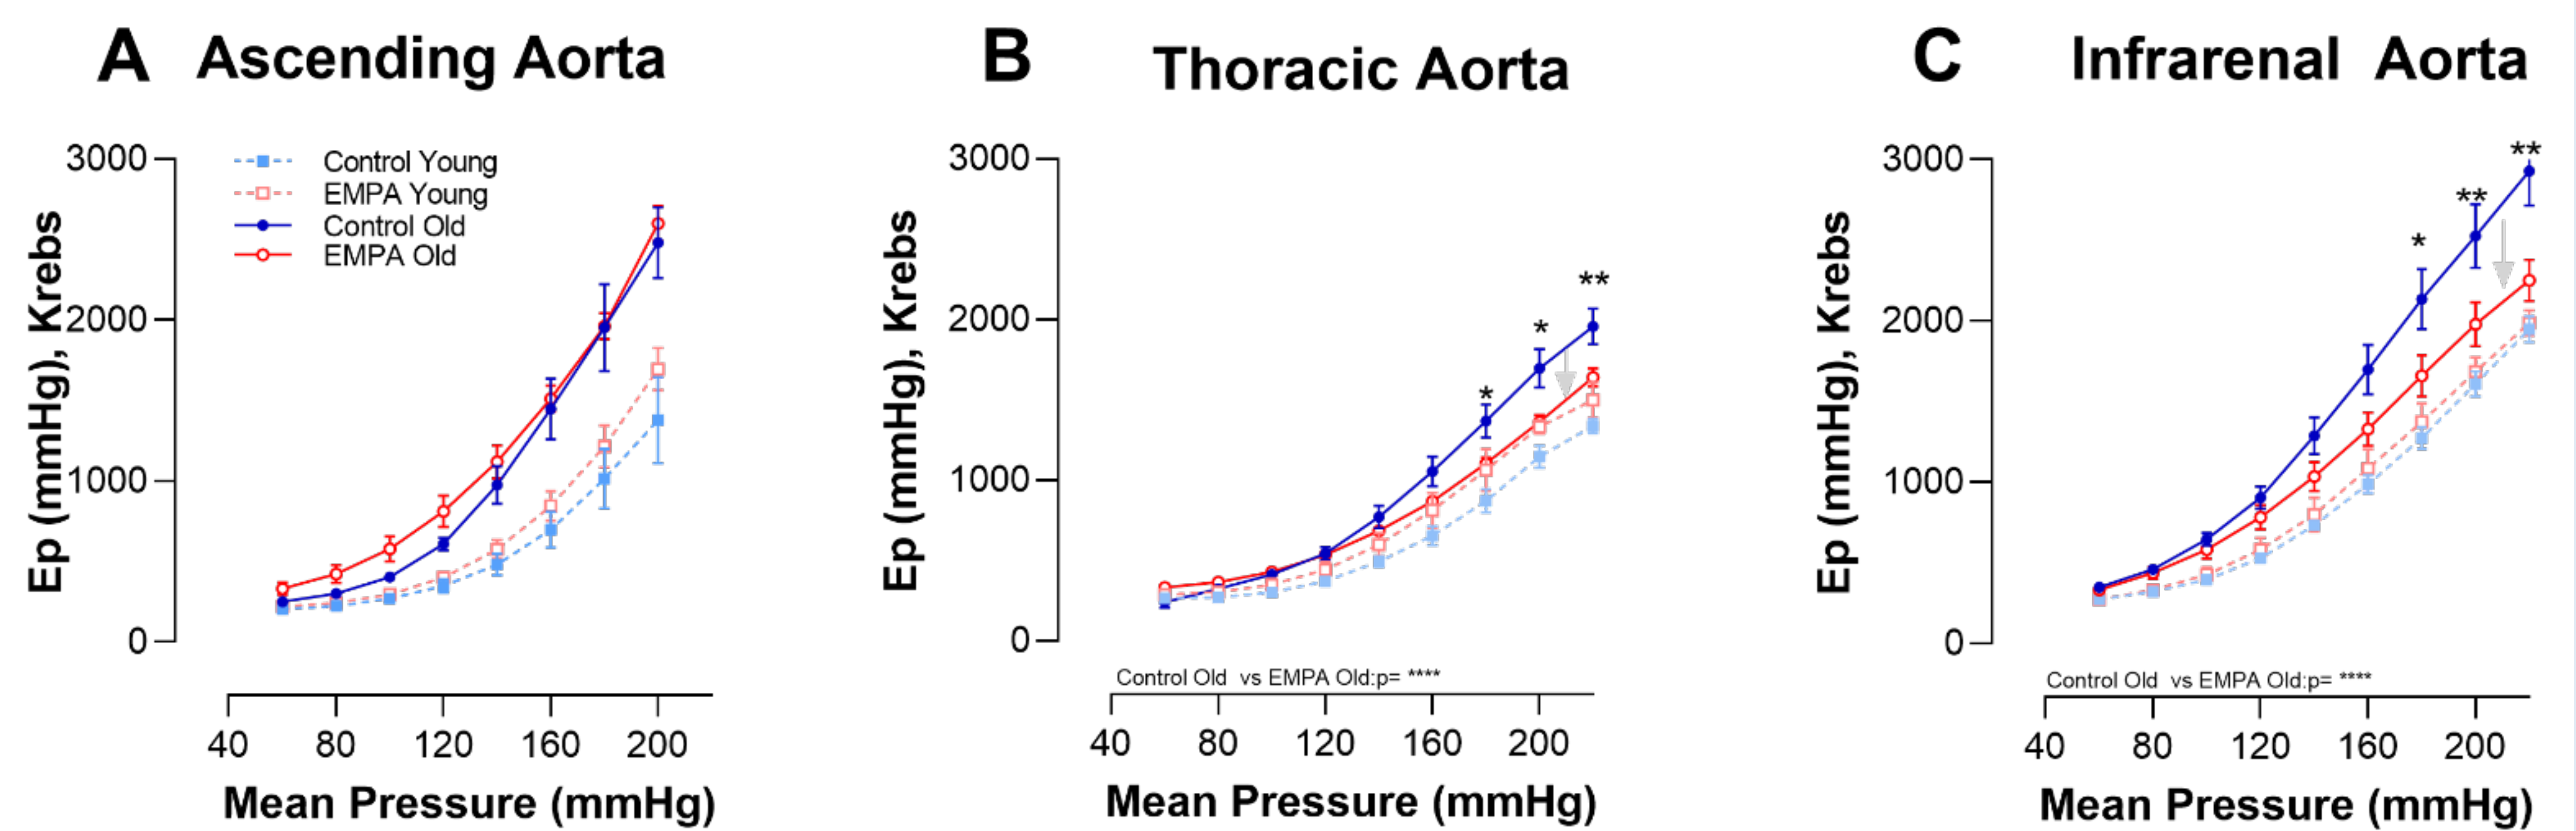 A Ascending Aorta
3000
2000
1000
0
Ep (mmHg), Krebs
Control Young
EMPA Young
Control Old
EMPA Old
40 80 120 160 200
Mean Pressure (mmHg)
B Thoracic Aorta
3000
2000
1000
0
Ep (mmHg), Krebs
* * **
Control Old vs EMPA Old:p= ****
40 80 120 160 200
Mean Pressure (mmHg)
C Infrarenal Aorta
3000
2000
1000
0
Ep (mmHg), Krebs
* ** **
Control Old vs EMPA Old:p= ****
40 80 120 160 200
Mean Pressure (mmHg)